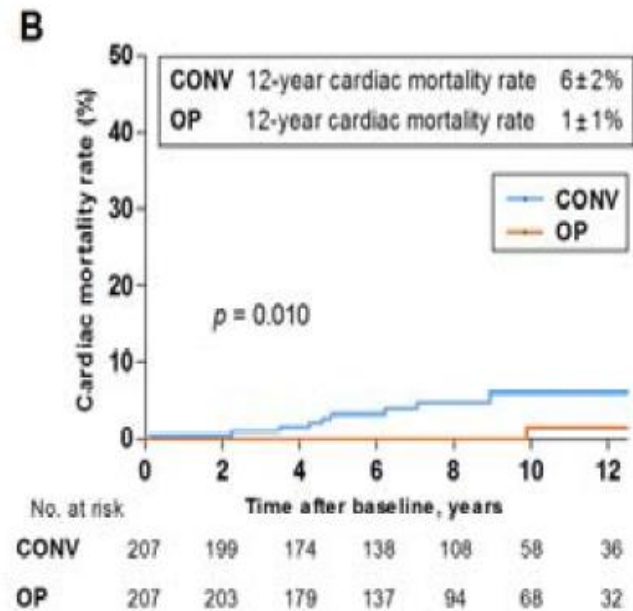 B
50
40
30
20
10
0
Cardiac mortality rate (%)
CONV 12-year cardiac mortality rate 6±2%
OP 12-year cardiac mortality rate 1±1%
CONV
OP
p = 0.010
0 2 4 6 8 10 12
No. at risk Time after baseline, years
CONV 207 199 174 138 108 58 36
OP 207 203 179 137 94 68 32